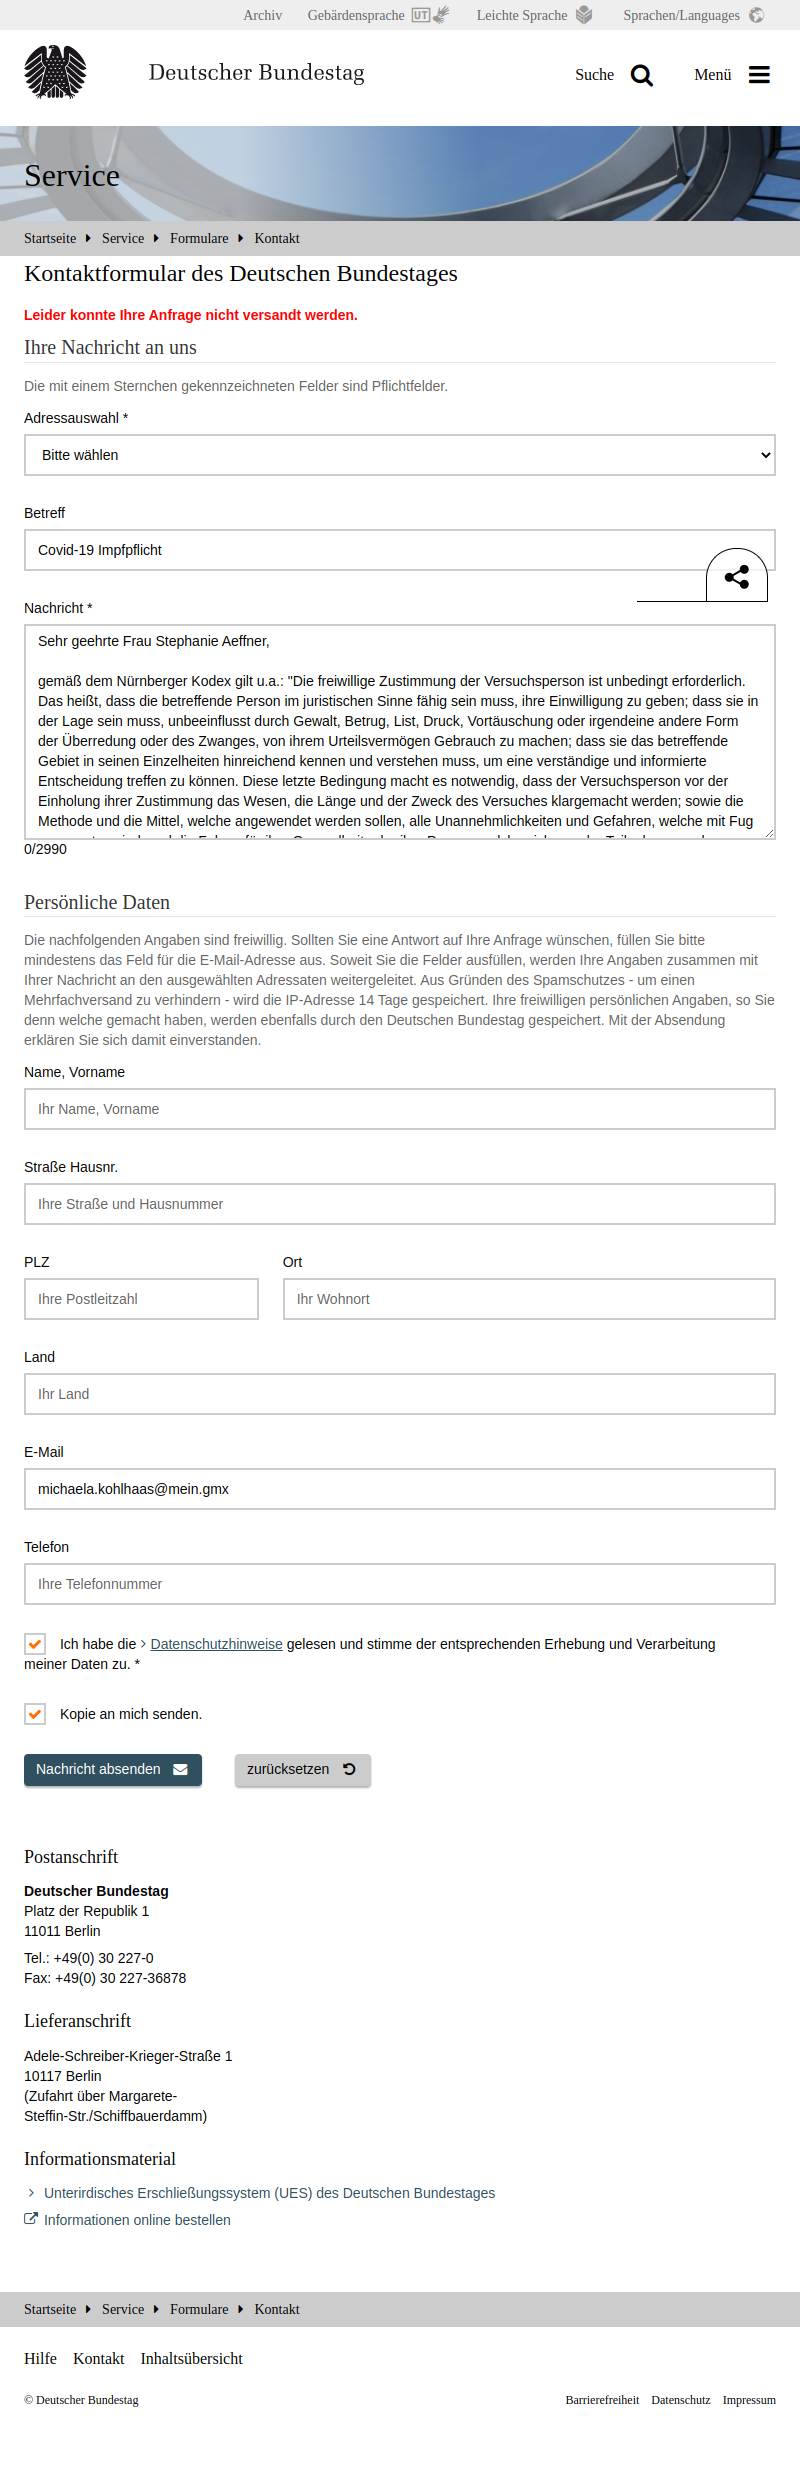 Archiv Gebärdensprache UT Leichte Sprache Sprachen/Languages
Deutscher Bundestag Suche Menü
Service
Startseite Service Formulare Kontakt
Kontaktformular des Deutschen Bundestages
Leider konnte Ihre Anfrage nicht versandt werden.
Ihre Nachricht an uns
Die mit einem Sternchen gekennzeichneten Felder sind Pflichtfelder.
Adressauswahl *
Bitte wählen
Betreff
Covid-19 Impfpflicht
Nachricht *
Sehr geehrte Frau Stephanie Aeffner,
gemäß dem Nürnberger Kodex gilt u.a.: "Die freiwillige Zustimmung der Versuchsperson ist unbedingt erforderlich.
Das heißt, dass die betreffende Person im juristischen Sinne fähig sein muss, ihre Einwilligung zu geben; dass sie in
der Lage sein muss, unbeeinflusst durch Gewalt, Betrug, List, Druck, Vortäuschung oder irgendeine andere Form
der Überredung oder des Zwanges, von ihrem Urteilsvermögen Gebrauch zu machen; dass sie das betreffende
Gebiet in seinen Einzelheiten hinreichend kennen und verstehen muss, um eine verständige und informierte
Entscheidung treffen zu können. Diese letzte Bedingung macht es notwendig, dass der Versuchsperson vor der
Einholung ihrer Zustimmung das Wesen, die Länge und der Zweck des Versuches klargemacht werden; sowie die
Methode und die Mittel, welche angewendet werden sollen, alle Unannehmlichkeiten und Gefahren, welche mit Fug
0/2990
Persönliche Daten
Die nachfolgenden Angaben sind freiwillig. Sollten Sie eine Antwort auf Ihre Anfrage wünschen, füllen Sie bitte
mindestens das Feld für die E-Mail-Adresse aus. Soweit Sie die Felder ausfüllen, werden Ihre Angaben zusammen mit
Ihrer Nachricht an den ausgewählten Adressaten weitergeleitet. Aus Gründen des Spamschutzes - um einen
Mehrfachversand zu verhindern - wird die IP-Adresse 14 Tage gespeichert. Ihre freiwilligen persönlichen Angaben, so Sie
denn welche gemacht haben, werden ebenfalls durch den Deutschen Bundestag gespeichert. Mit der Absendung
erklären Sie sich damit einverstanden.
Name, Vorname
Ihr Name, Vorname
Straße Hausnr.
Ihre Straße und Hausnummer
PLZ Ort
Ihre Postleitzahl Ihr Wohnort
Land
Ihr Land
E-Mail
michaela.kohlhaas@mein.gmx
Telefon
Ihre Telefonnummer
Ich habe die Datenschutzhinweise gelesen und stimme der entsprechenden Erhebung und Verarbeitung
meiner Daten zu. *
Kopie an mich senden.
Nachricht absenden zurücksetzen
Postanschrift
Deutscher Bundestag
Platz der Republik 1
11011 Berlin
Tel.: +49(0) 30 227-0
Fax: +49(0) 30 227-36878
Lieferanschrift
Adele-Schreiber-Krieger-Straße 1
10117 Berlin
(Zufahrt über Margarete-
Steffin-Str./Schiffbauerdamm)
Informationsmaterial
Unterirdisches Erschließungssystem (UES) des Deutschen Bundestages
Informationen online bestellen
Startseite Service Formulare Kontakt
Hilfe Kontakt Inhaltsübersicht
© Deutscher Bundestag Barrierefreiheit Datenschutz Impressum